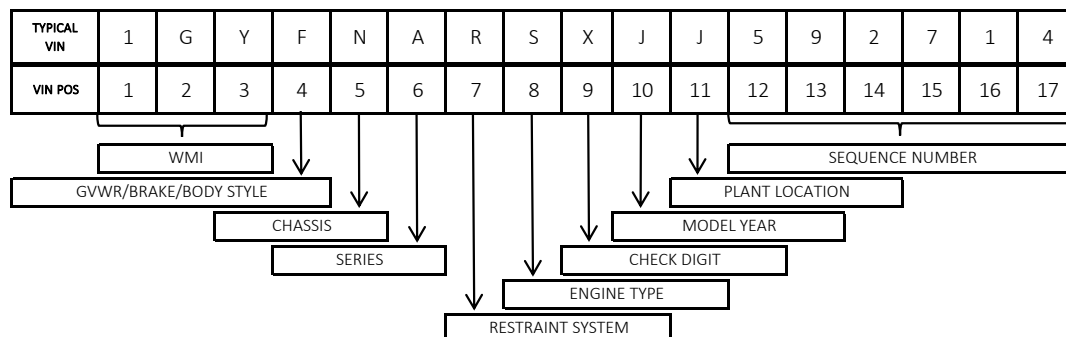 TYPICAL VIN 1 G Y F N A R S X J J 5 9 2 7 1 4
VIN POS 1 2 3 4 5 6 7 8 9 10 11 12 13 14 15 16 17
WMI SEQUENCE NUMBER
GVWR/BRAKE/BODY STYLE PLANT LOCATION
CHASSIS MODEL YEAR
SERIES CHECK DIGIT
ENGINE TYPE
RESTRAINT SYSTEM